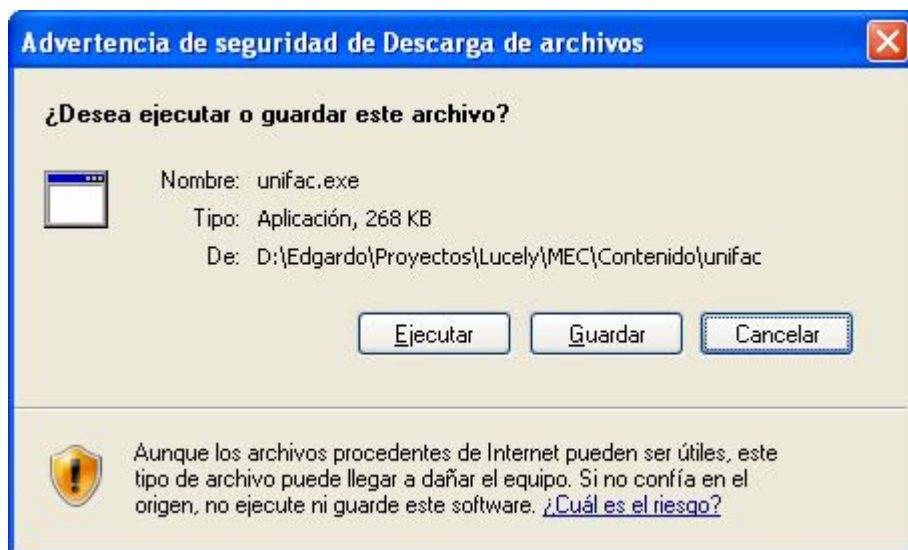 Advertencia de seguridad de Descarga de archivos
¿Desea ejecutar o guardar este archivo?
Nombre: unifac.exe
Tipo: Aplicación, 268 KB
De: D:\Edgardo\Proyectos\Lucely\MEC\Contenido\unifac
Ejecutar Guardar Cancelar
Aunque los archivos procedentes de Internet pueden ser útiles, este
tipo de archivo puede llegar a dañar el equipo. Si no confía en el
origen, no ejecute ni guarde este software. ¿Cuál es el riesgo?